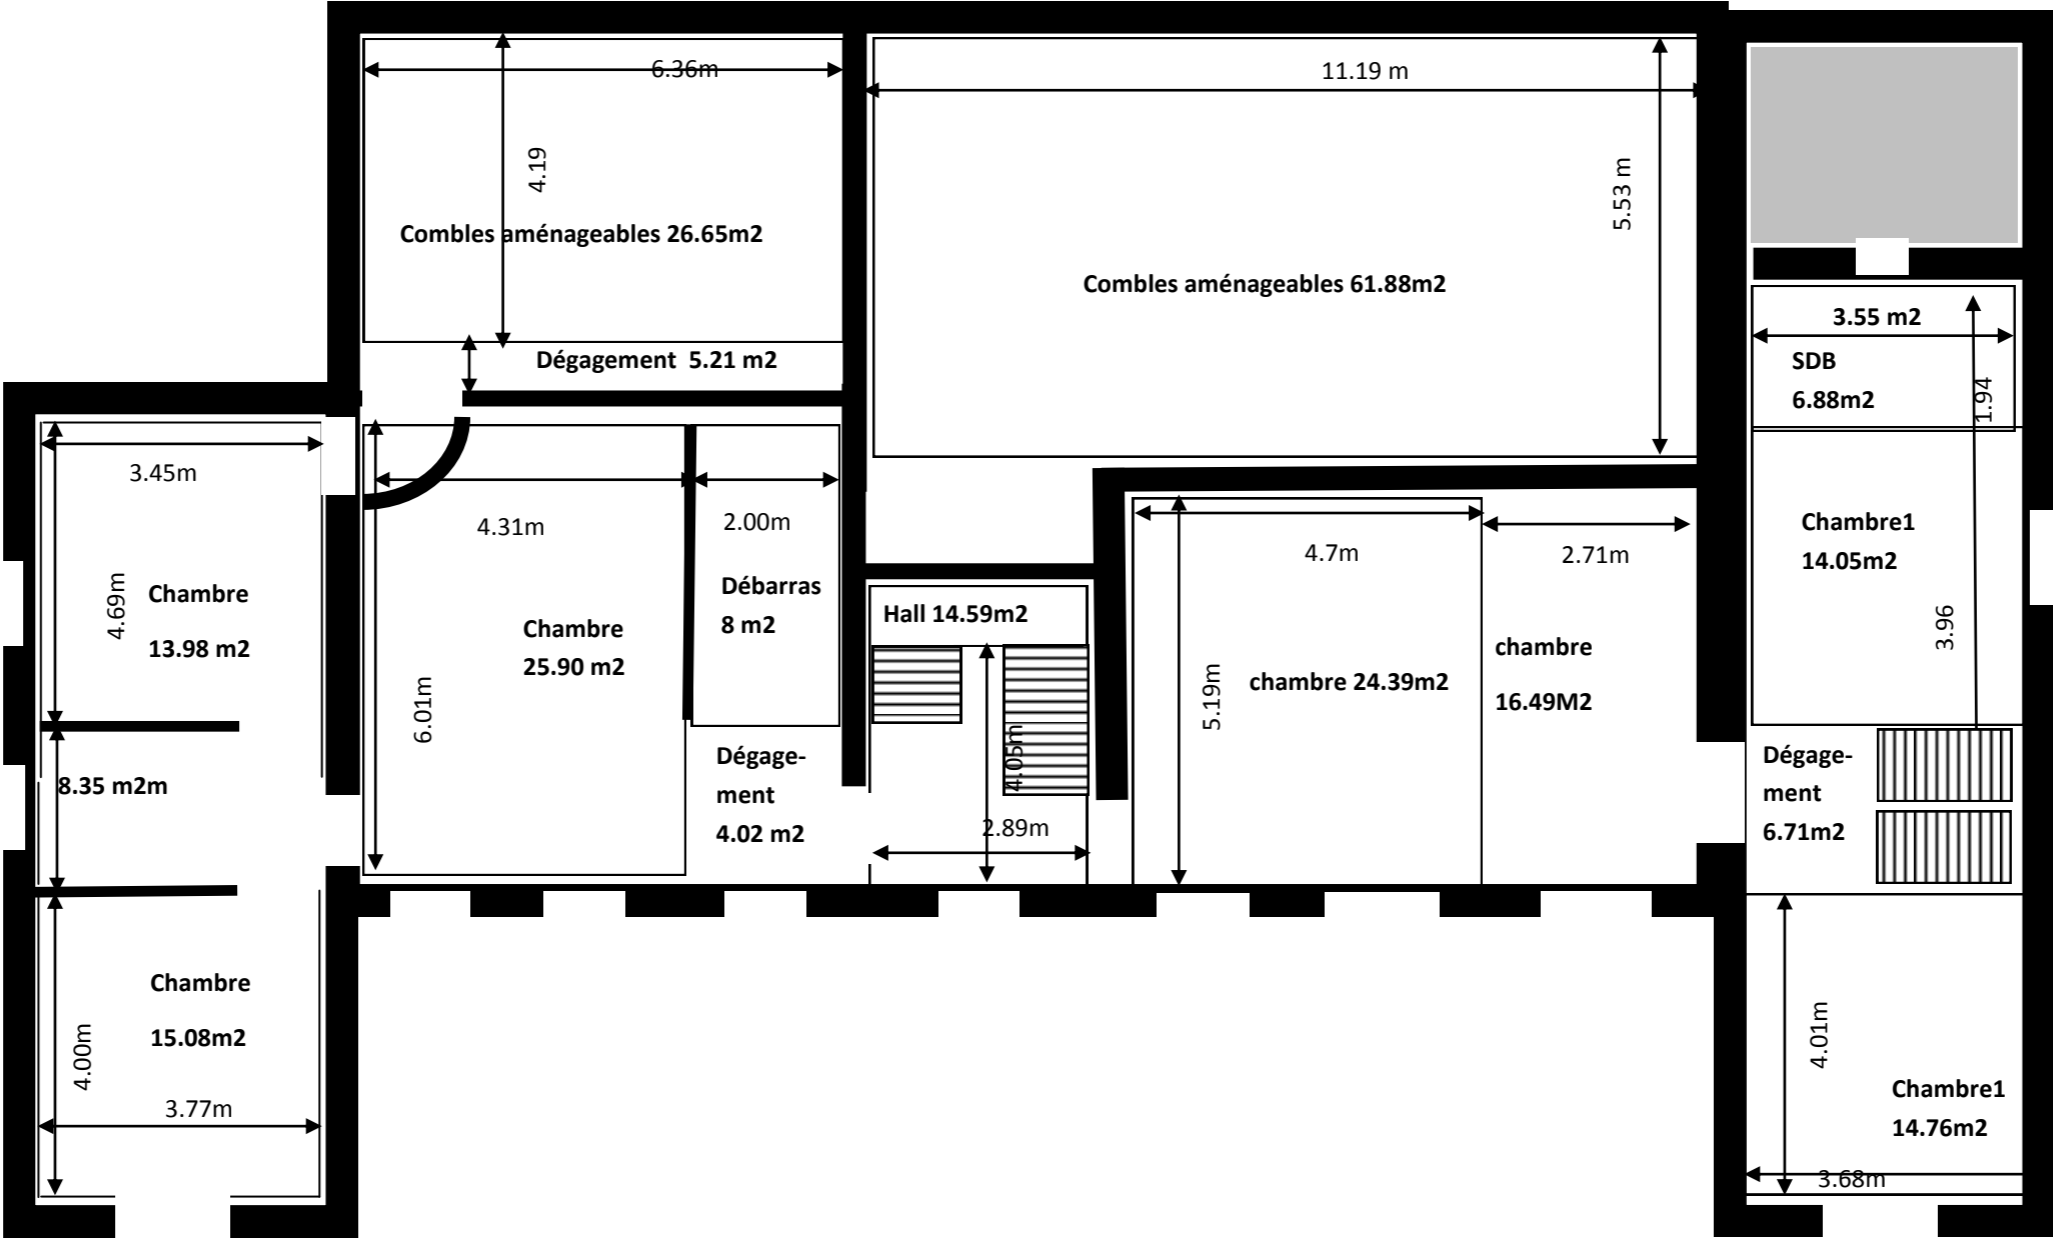 6.36m
4.19
Combles aménageables 26.65m2
Dégagement  5.21 m2
11.19 m
5.53 m
Combles aménageables 61.88m2
3.55 m2
SDB
6.88m2
1.94
3.45m
4.69m
Chambre
13.98 m2
8.35 m2m
Chambre
15.08m2
4.00m
3.77m
4.31m
6.01m
Chambre
25.90 m2
2.00m
Débarras
8 m2
Dégage-
ment
4.02 m2
Hall 14.59m2
4.05m
2.89m
4.7m
5.19m
chambre 24.39m2
2.71m
chambre
16.49M2
Chambre1
14.05m2
3.96
Dégage-
ment
6.71m2
4.01m
Chambre1
14.76m2
3.68m